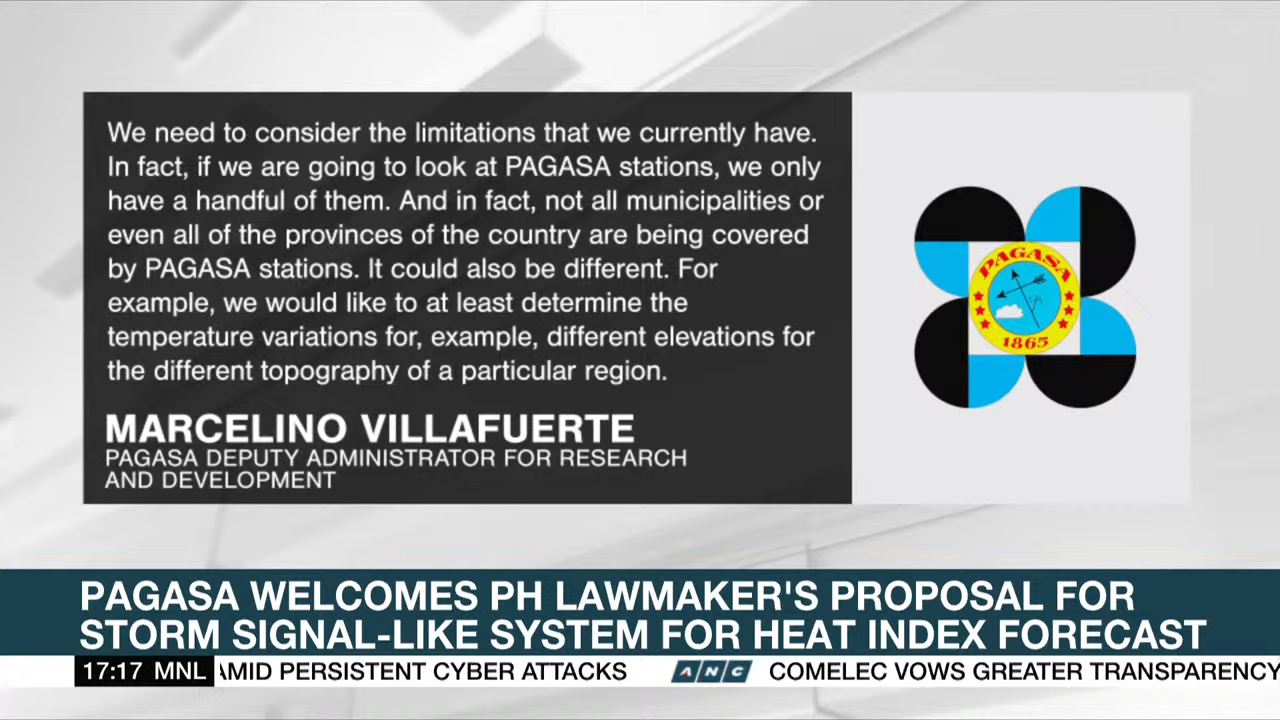 We need to consider the limitations that we currently have.
In fact, if we are going to look at PAGASA stations, we only
have a handful of them. And in fact, not all municipalities or
even all of the provinces of the country are being covered
by PAGASA stations. It could also be different. For
example, we would like to at least determine the
temperature variations for, example, different elevations for
the different topography of a particular region.
MARCELINO VILLAFUERTE
PAGASA DEPUTY ADMINISTRATOR FOR RESEARCH
AND DEVELOPMENT
PAGASA
1865
PAGASA WELCOMES PH LAWMAKER'S PROPOSAL FOR
STORM SIGNAL-LIKE SYSTEM FOR HEAT INDEX FORECAST
17:17 MNL AMID PERSISTENT CYBER ATTACKS ANC COMELEC VOWS GREATER TRANSPARENCY